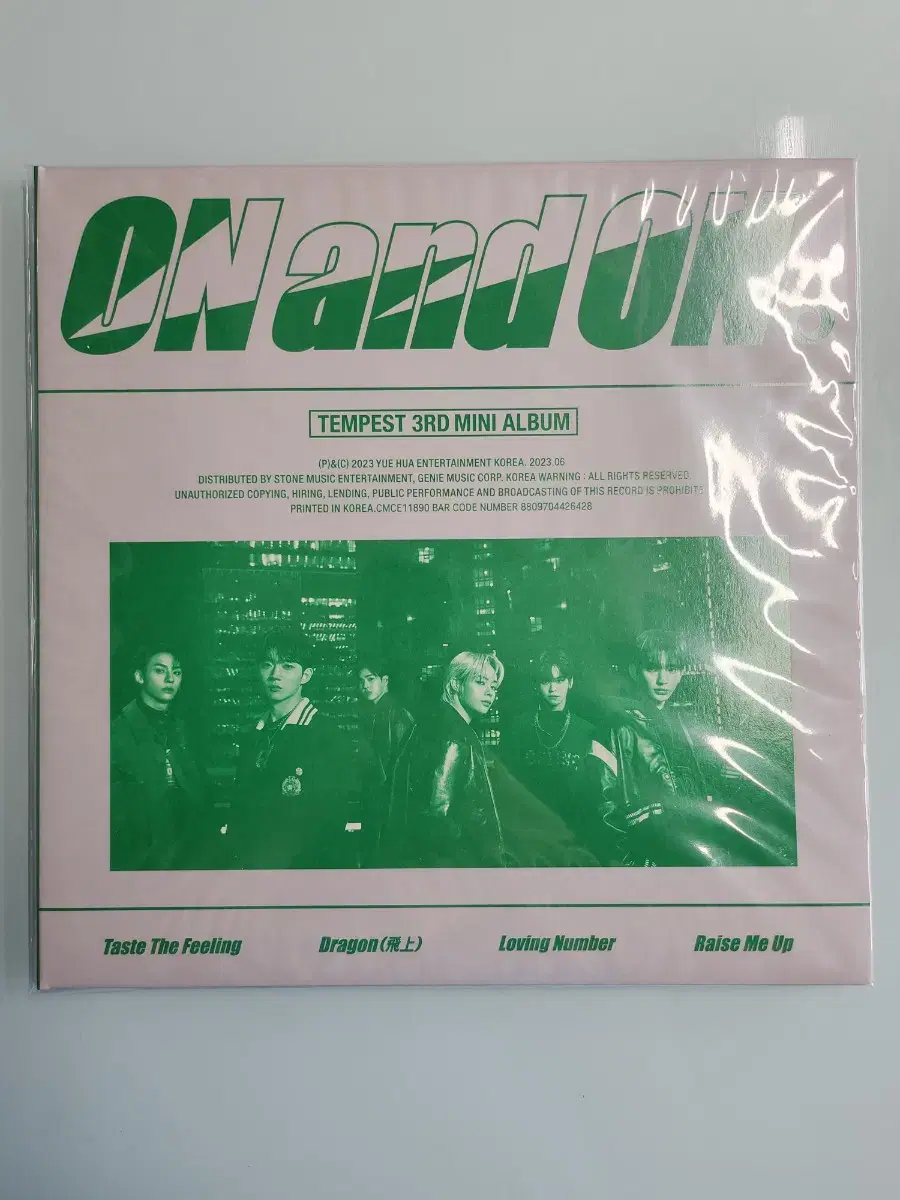 ON and ON
TEMPEST 3RD MINI ALBUM
(P)&(C) 2023 YUE HUA ENTERTAINMENT KOREA. 2023.06
DISTRIBUTED BY STONE MUSIC ENTERTAINMENT, GENIE MUSIC CORP. KOREA WARNING : ALL RIGHTS RESERVED
UNAUTHORIZED COPYING, HIRING, LENDING, PUBLIC PERFORMANCE AND BROADCASTING OF THIS RECORD IS PROHIBITE
PRINTED IN KOREA.CMCE11890 BAR CODE NUMBER 8809704426428
Taste The Feeling
Dragon(飛上)
Loving Number
Raise Me Up